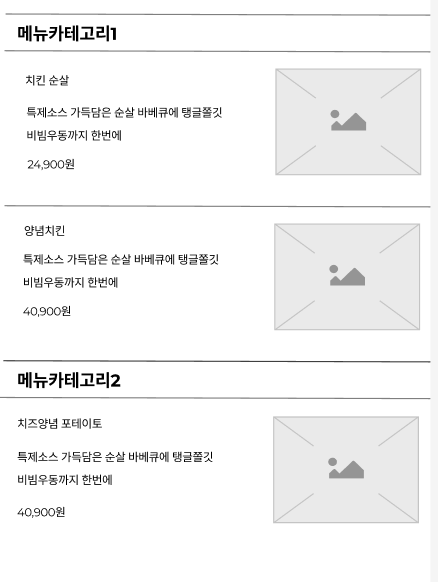 메뉴카테고리1
치킨 순살
특제소스 가득담은 순살 바베큐에 탱글쫄깃
비빔우동까지 한번에
24,900원
양념치킨
특제소스 가득담은 순살 바베큐에 탱글쫄깃
비빔우동까지 한번에
40,900원
메뉴카테고리2
치즈양념 포테이토
특제소스 가득담은 순살 바베큐에 탱글쫄깃
비빔우동까지 한번에
40,900원